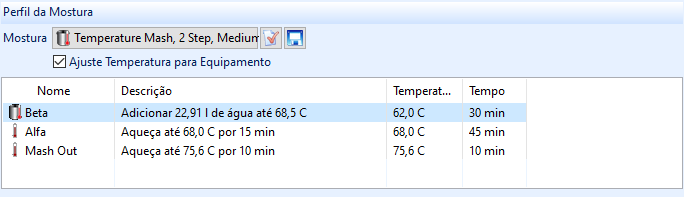 Perfil da Mostura
Mostura Temperature Mash, 2 Step, Medium
Ajuste Temperatura para Equipamento
Nome Descrição Temperat... Tempo
Beta Adicionar 22,91 l de água até 68,5 C 62,0 C 30 min
Alfa Aqueça até 68,0 C por 15 min 68,0 C 45 min
Mash Out Aqueça até 75,6 C por 10 min 75,6 C 10 min